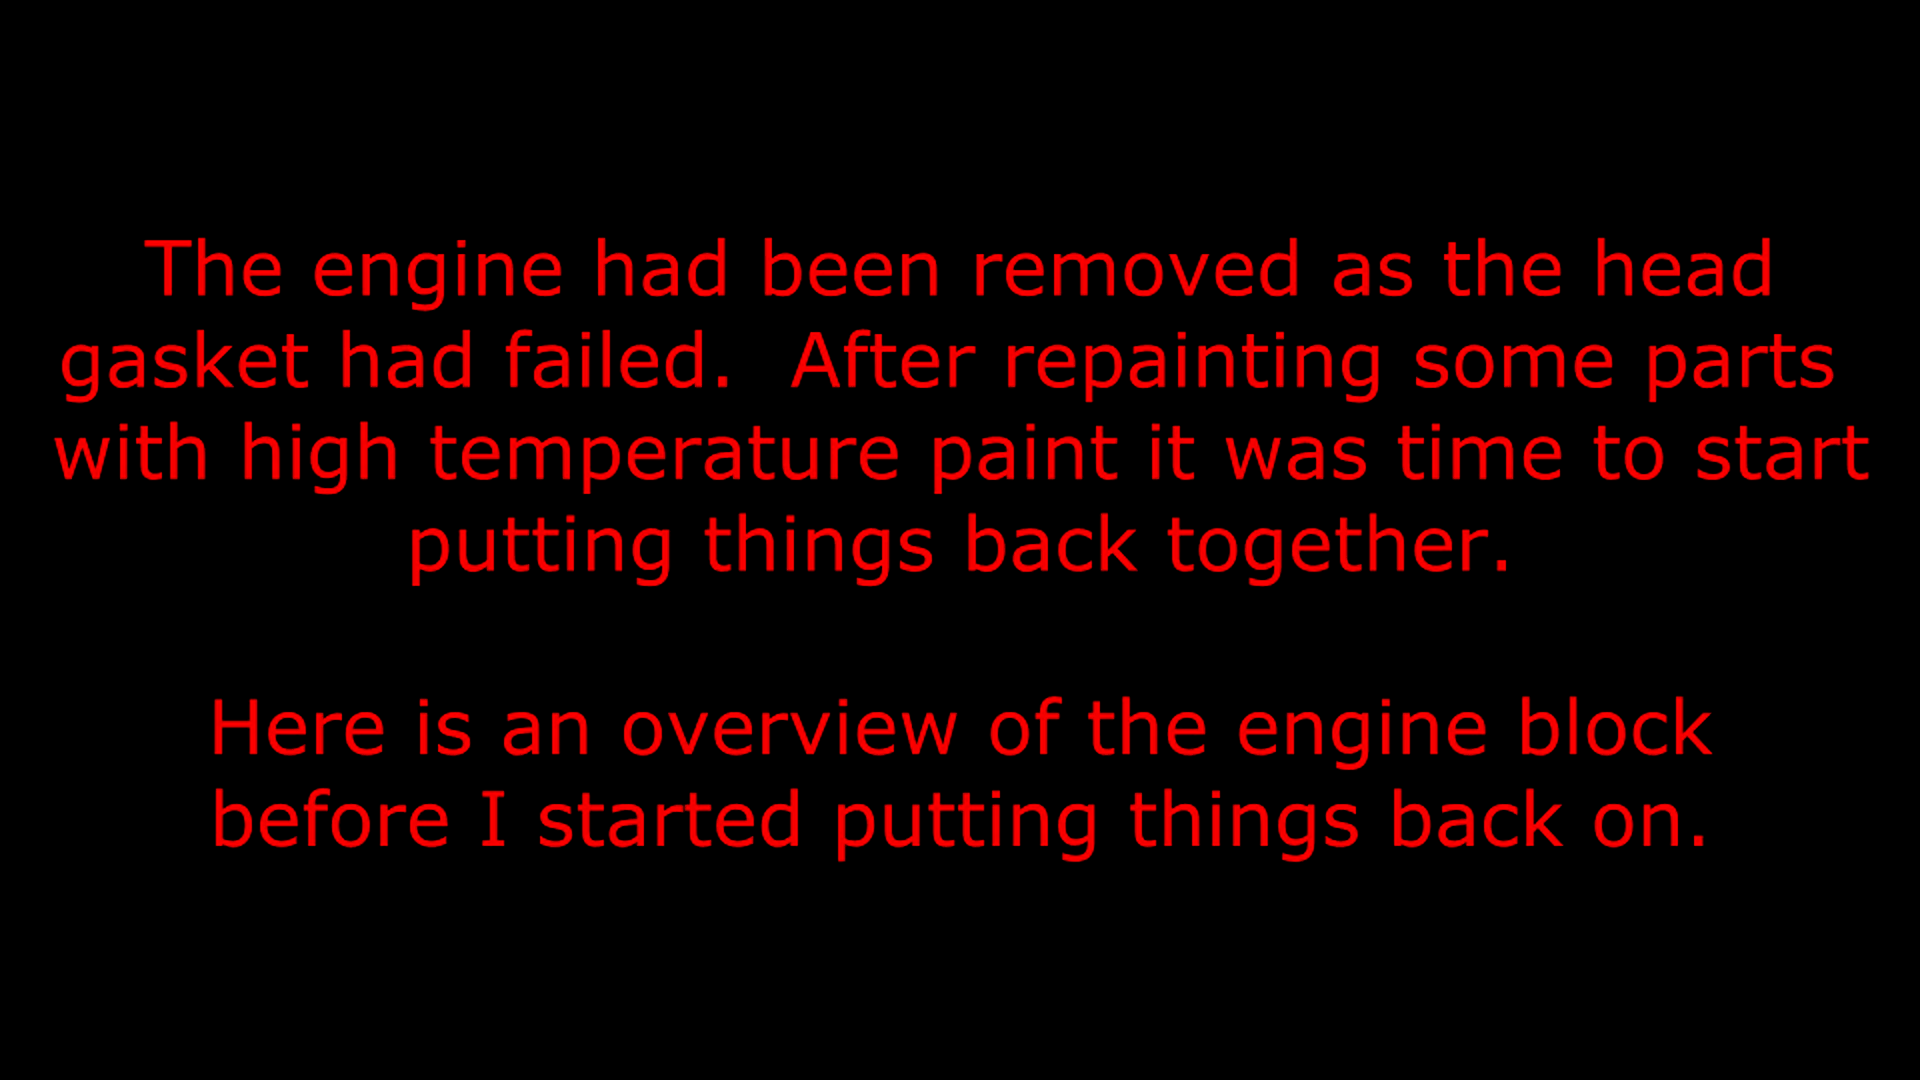 The engine had been removed as the head
gasket had failed.  After repainting some parts
with high temperature paint it was time to start
putting things back together.
Here is an overview of the engine block
before I started putting things back on.